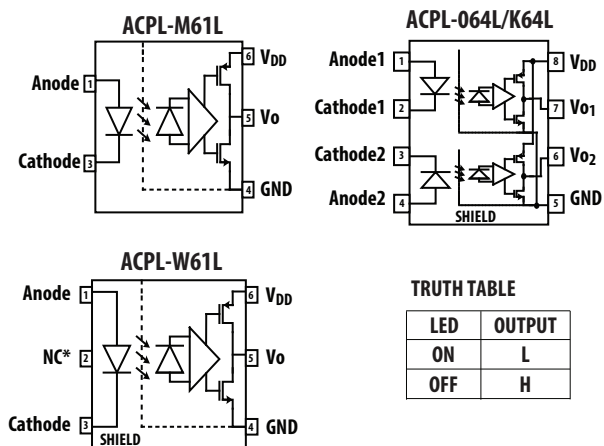 ACPL-M61L
Anode 1
Cathode 3
6 VDD
5 Vo
4 GND
ACPL-064L/K64L
Anode1 1
Cathode1 2
Cathode2 3
Anode2 4
8 VDD
7 Vo1
6 Vo2
5 GND
SHIELD
ACPL-W61L
Anode 1
NC* 2
Cathode 3
6 VDD
5 Vo
4 GND
SHIELD
TRUTH TABLE
LED OUTPUT
ON L
OFF H